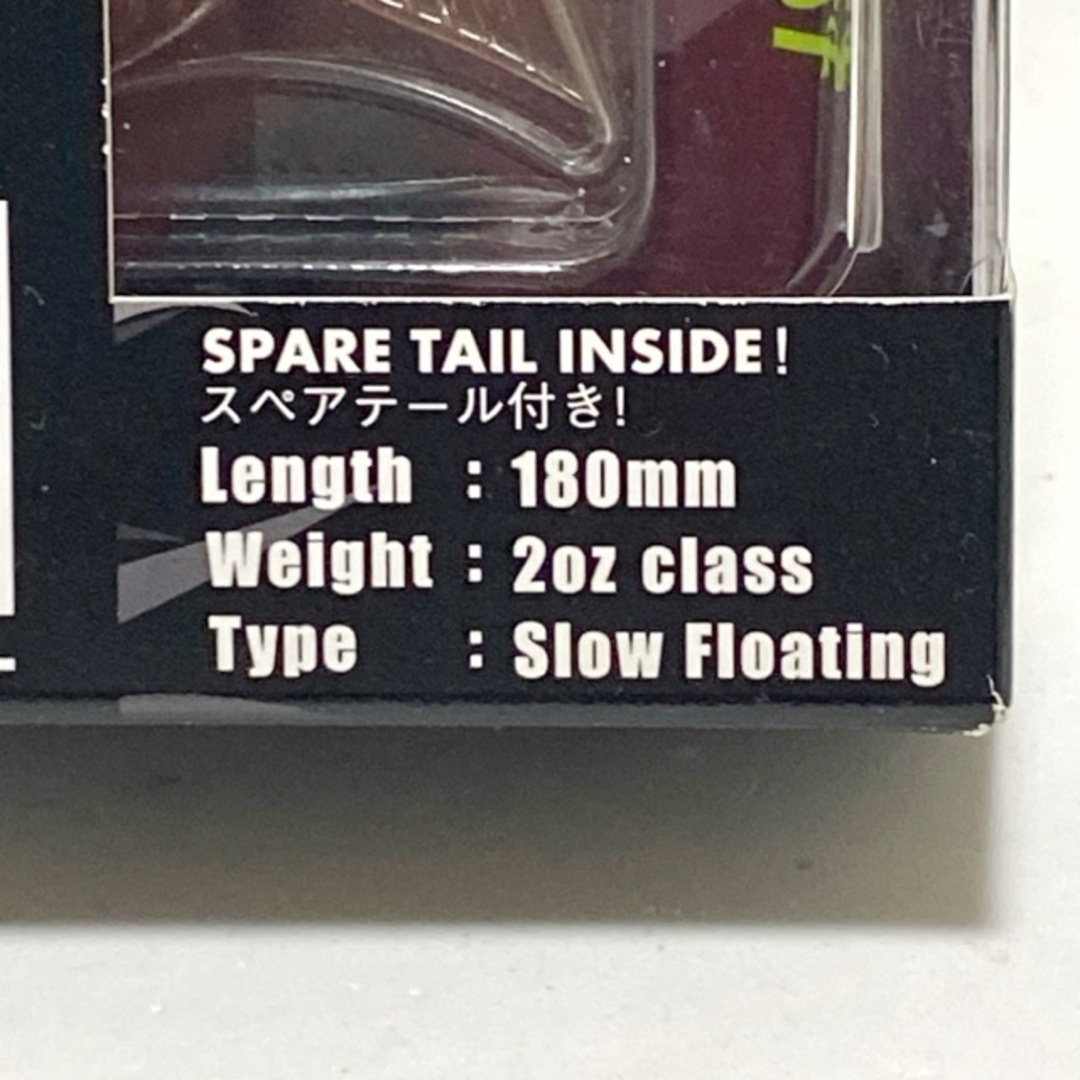 SPARE TAIL INSIDE!
スペアテール付き!
Length : 180mm
Weight : 2oz class
Type : Slow Floating